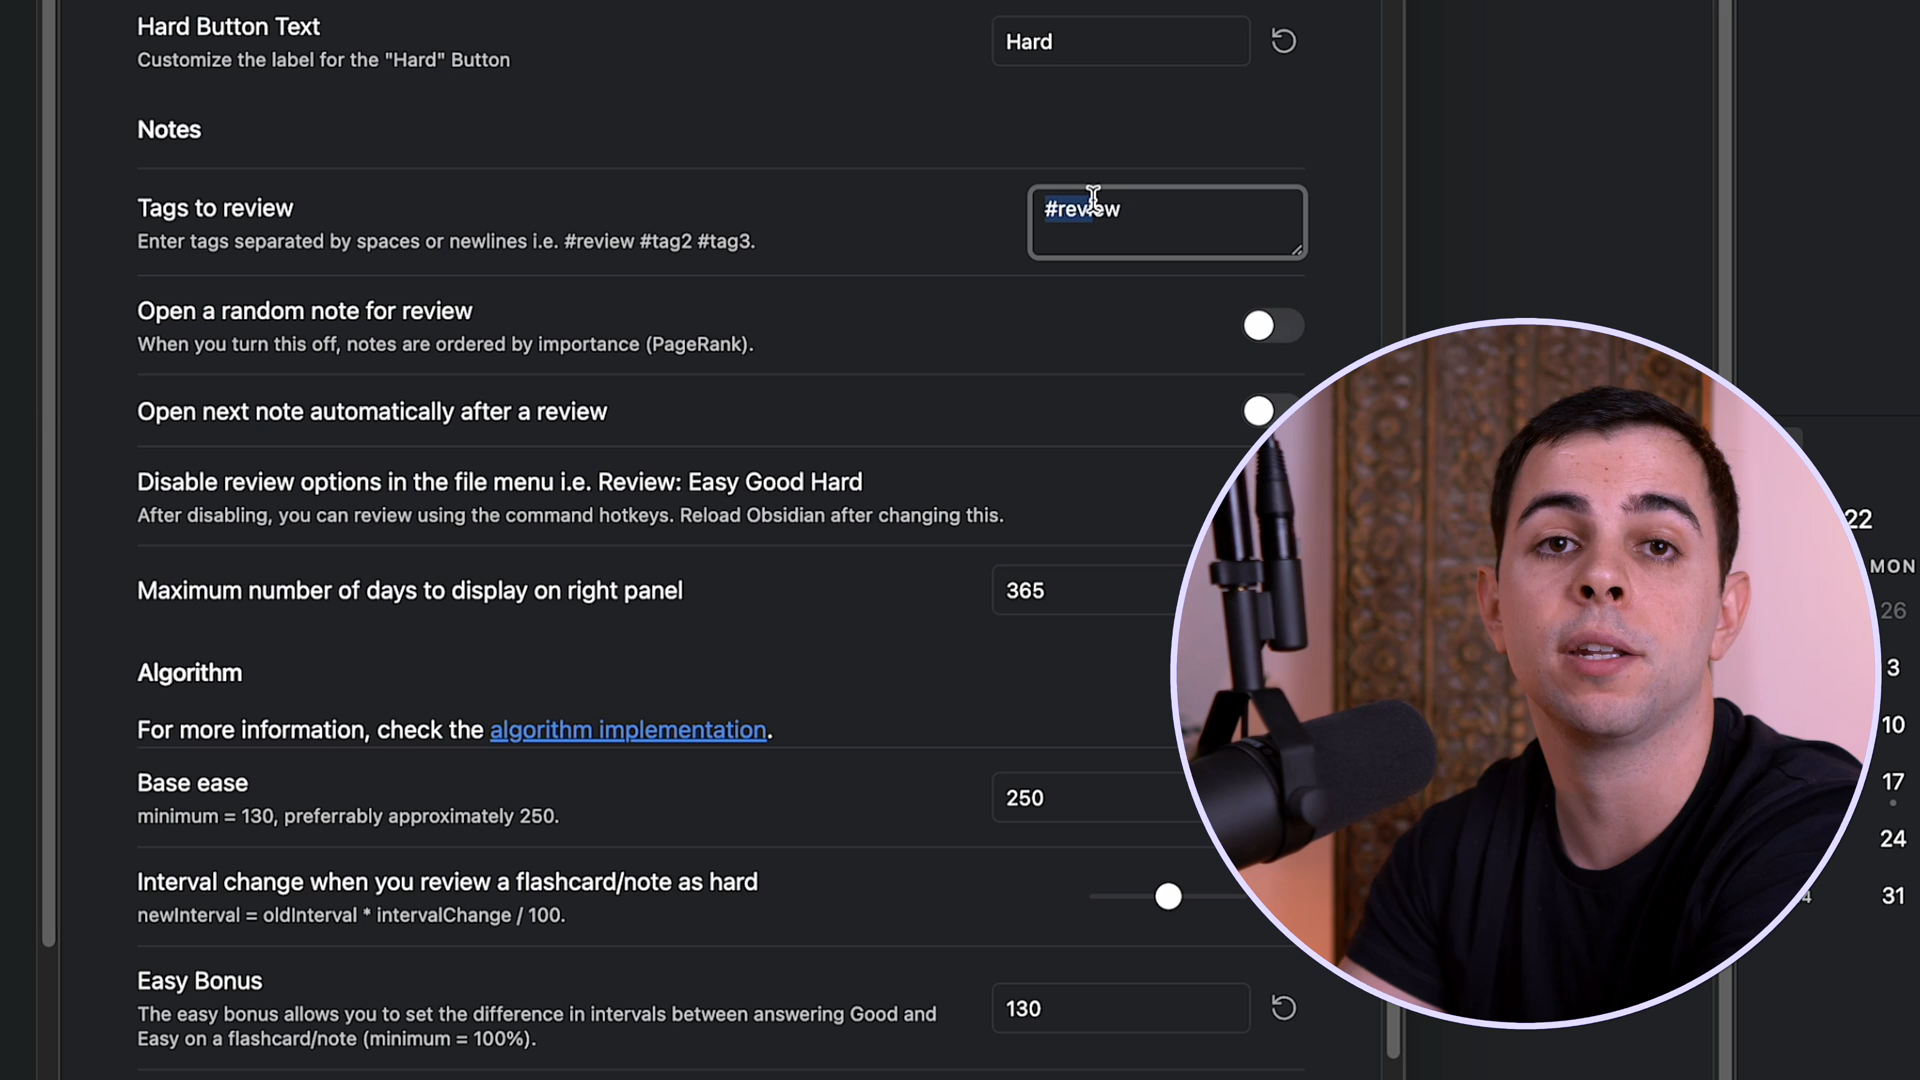 Hard Button Text
Customize the label for the "Hard" Button
Hard
Notes
Tags to review
Enter tags separated by spaces or newlines i.e. #review #tag2 #tag3.
#review
Open a random note for review
When you turn this off, notes are ordered by importance (PageRank).
Open next note automatically after a review
Disable review options in the file menu i.e. Review: Easy Good Hard
After disabling, you can review using the command hotkeys. Reload Obsidian after changing this.
Maximum number of days to display on right panel
365
Algorithm
For more information, check the algorithm implementation.
Base ease
minimum = 130, preferrably approximately 250.
250
Interval change when you review a flashcard/note as hard
newInterval = oldInterval * intervalChange / 100.
Easy Bonus
The easy bonus allows you to set the difference in intervals between answering Good and
Easy on a flashcard/note (minimum = 100%).
130
22
MON
26
3
10
17
24
31